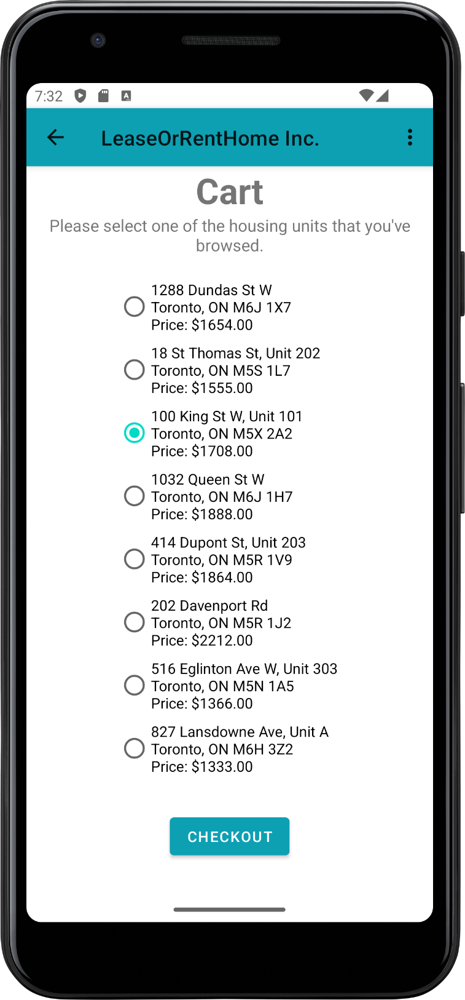 7:32
LeaseOrRentHome Inc.
Cart
Please select one of the housing units that you've
browsed.
1288 Dundas St W
Toronto, ON M6J 1X7
Price: $1654.00
18 St Thomas St, Unit 202
Toronto, ON M5S 1L7
Price: $1555.00
100 King St W, Unit 101
Toronto, ON M5X 2A2
Price: $1708.00
1032 Queen St W
Toronto, ON M6J 1H7
Price: $1888.00
414 Dupont St, Unit 203
Toronto, ON M5R 1V9
Price: $1864.00
202 Davenport Rd
Toronto, ON M5R 1J2
Price: $2212.00
516 Eglinton Ave W, Unit 303
Toronto, ON M5N 1A5
Price: $1366.00
827 Lansdowne Ave, Unit A
Toronto, ON M6H 3Z2
Price: $1333.00
CHECKOUT